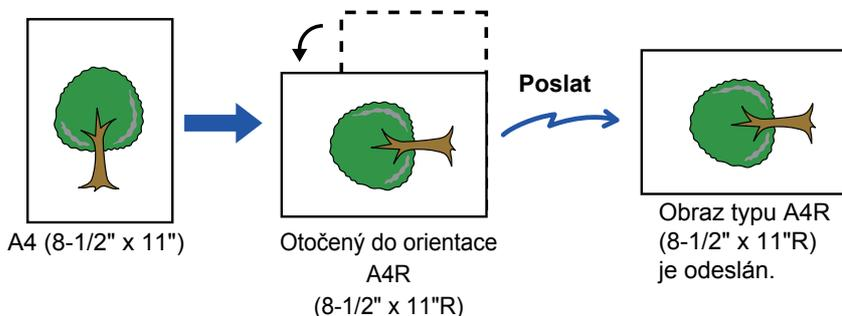 Poslat
A4 (8-1/2" x 11")
Otočený do orientace
A4R
(8-1/2" x 11"R)
Obraz typu A4R
(8-1/2" x 11"R)
je odeslán.